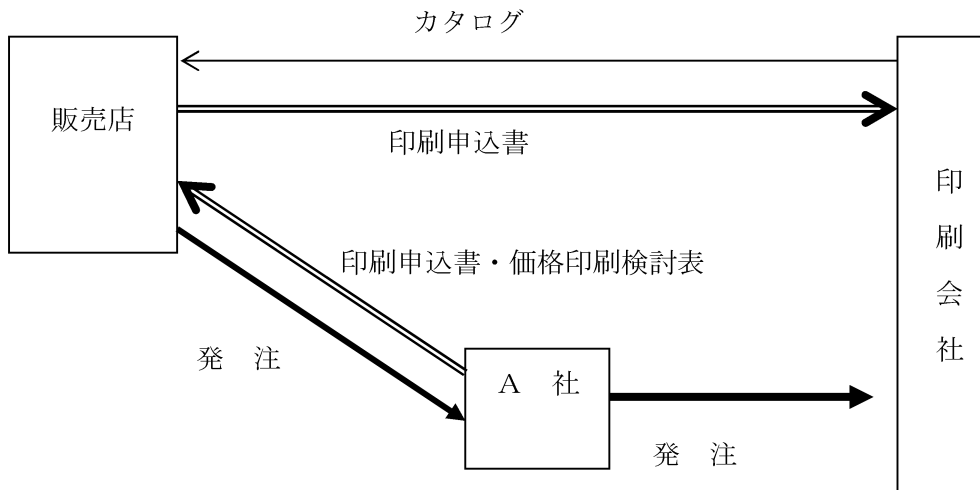 カタログ
販売店
印刷申込書
印刷会社
印刷申込書・価格印刷検討表
発　注
Ａ　社
発　注